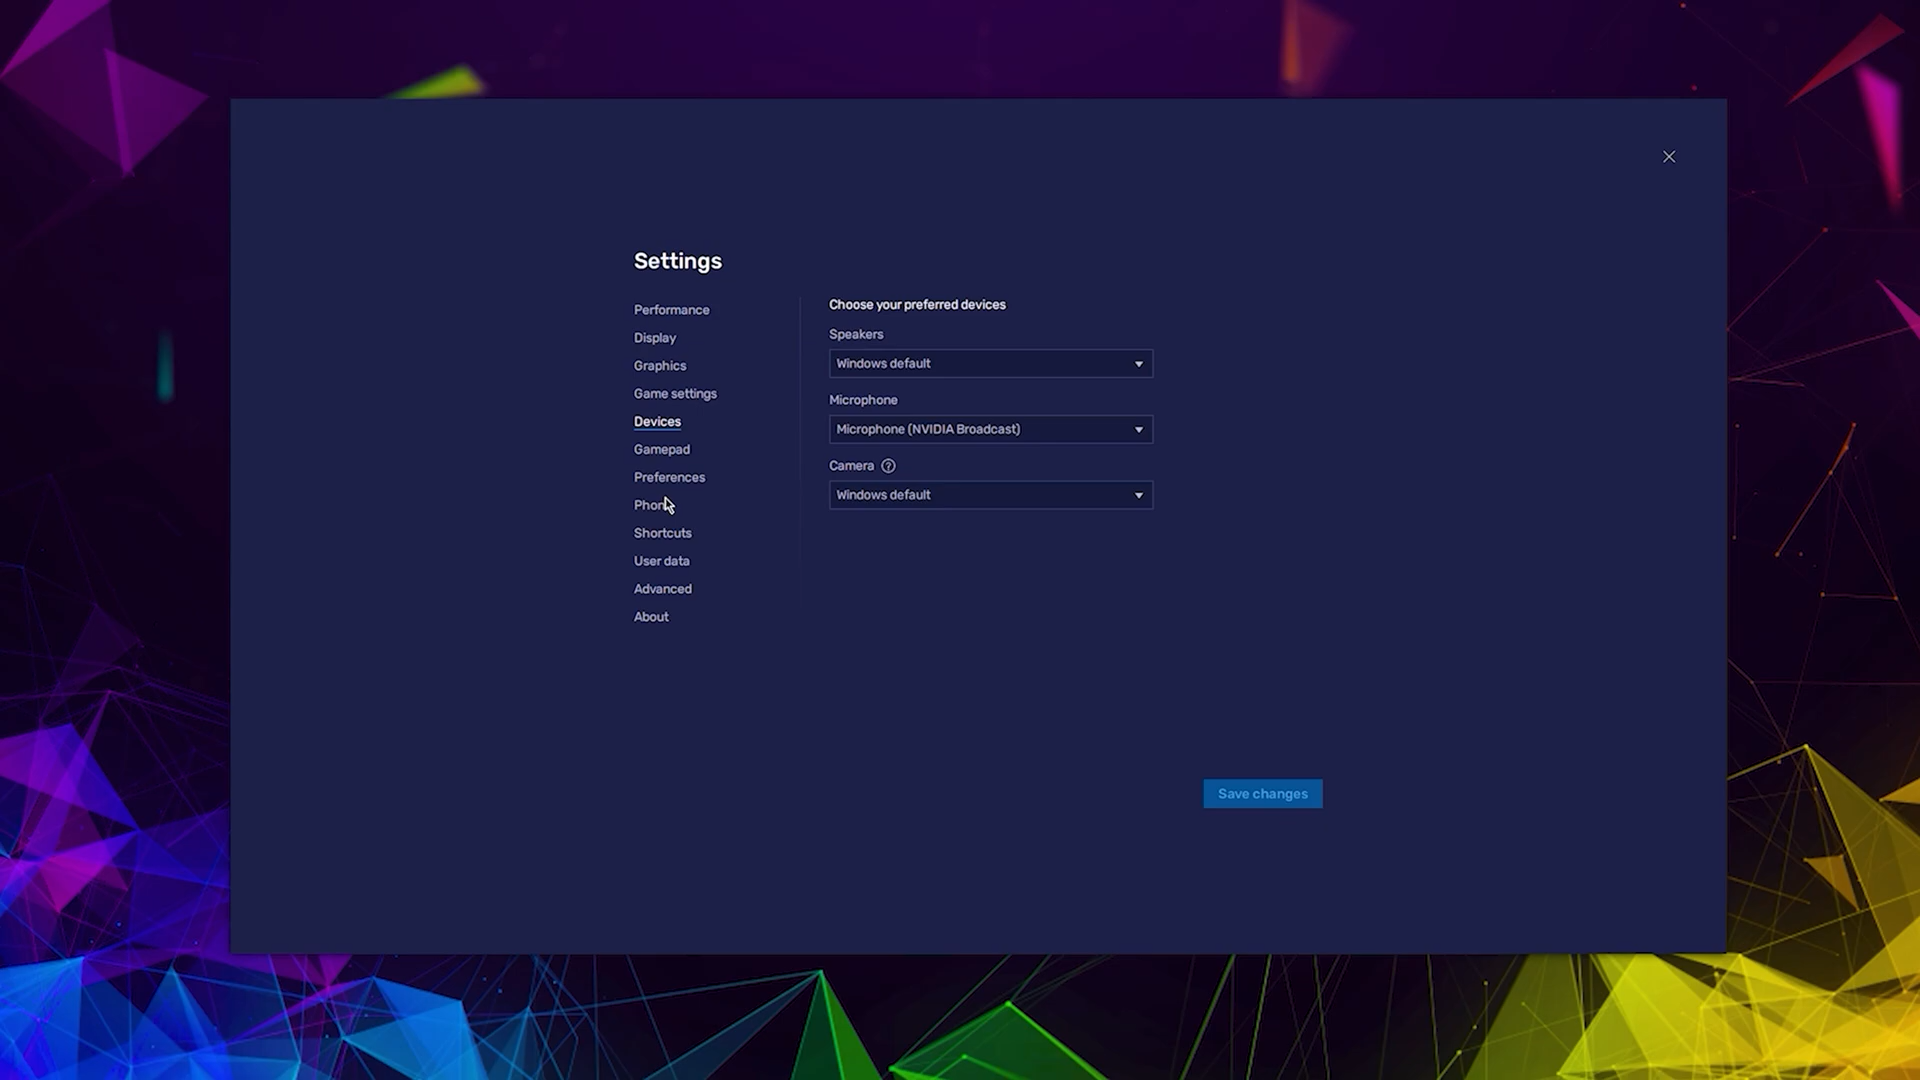 Settings
Performance
Display
Graphics
Game settings
Devices
Gamepad
Preferences
Shortcuts
User data
Advanced
About
Choose your preferred devices
Speakers
Windows default
Microphone
Microphone (NVIDIA Broadcast)
Camera ?
Windows default
Save changes